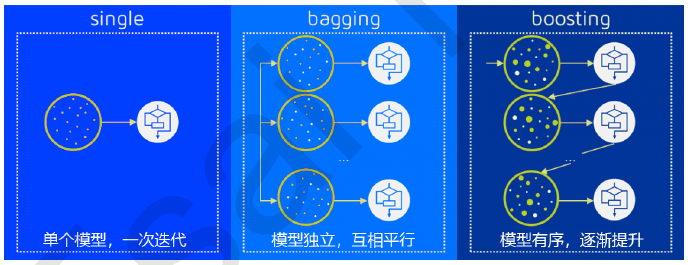 single
bagging
boosting
...
...
单个模型，一次迭代
模型独立，互相平行
模型有序，逐渐提升